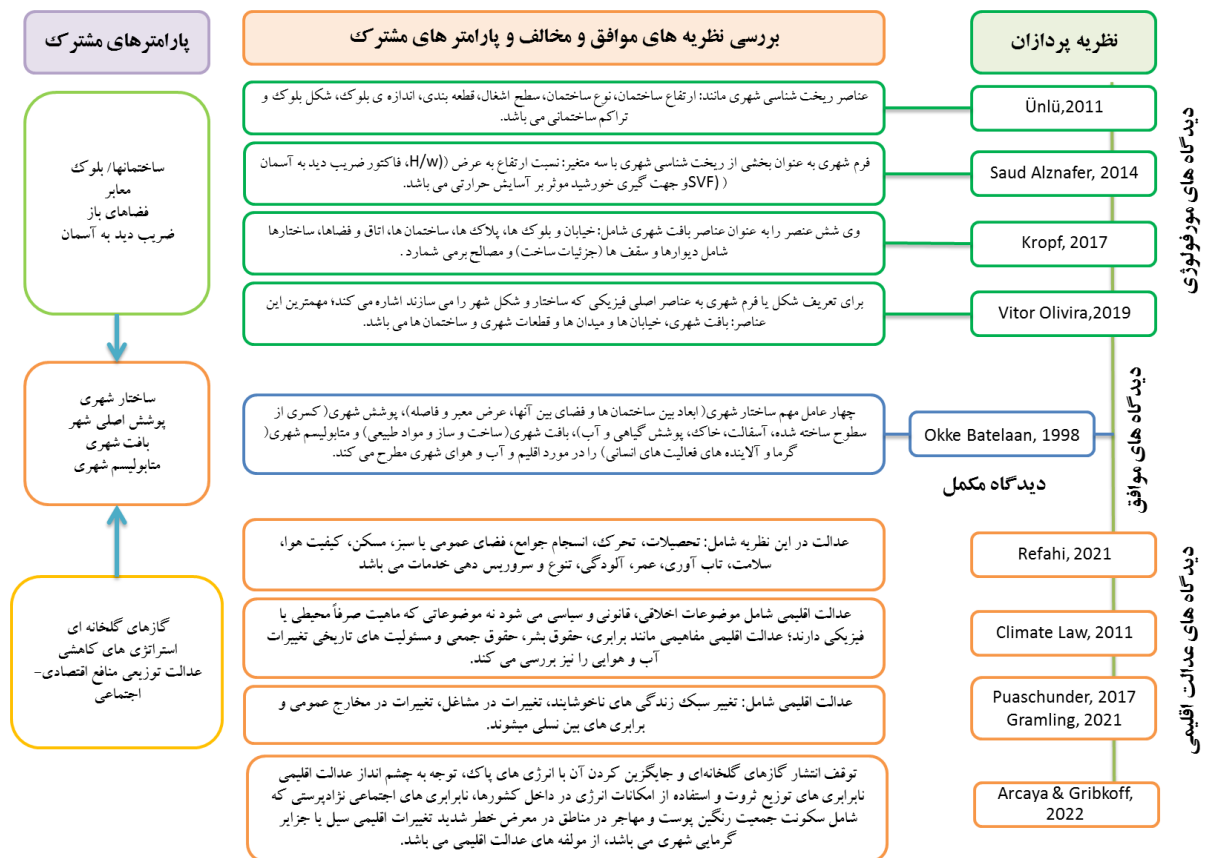 نظریه پردازان
بررسی نظریه های موافق و مخالف و پارامتر های مشترک
پارامترهای مشترک
دیدگاه های مورفولوژی
Ünlü,2011
عناصر ریخت شناسی شهری مانند: ارتفاع ساختمان، نوع ساختمان، سطح اشغال، قطعه بندی، اندازه ی بلوک، شکل بلوک و
تراکم ساختمانی می باشد.
Saud Alznafer, 2014
فرم شهری به عنوان بخشی از ریخت شناسی شهری با سه متغیر: نسبت ارتفاع به عرض ((H/w، فاکتور ضریب دید به آسمان
( (SVFو جهت گیری خورشید موثر بر آسایش حرارتی می باشد.
Kropf, 2017
وی شش عنصر را به عنوان عناصر بافت شهری شامل: خیابان و بلوک ها، پلاک ها، ساختمان ها، اتاق و فضاها، ساختارها
شامل دیوارها و سقف ها (جزئیات ساخت) و مصالح برمی شمارد .
Vitor Olivira,2019
برای تعریف شکل یا فرم شهری به عناصر اصلی فیزیکی که ساختار و شکل شهر را می سازند اشاره می کند؛ مهمترین این
عناصر: بافت شهری، خیابان ها و میدان ها و قطعات شهری و ساختمان ها می باشد.
ساختمانها/ بلوک
معابر
فضاهای باز
ضریب دید به آسمان
دیدگاه های موافق
Okke Batelaan, 1998
دیدگاه مکمل
چهار عامل مهم ساختار شهری( ابعاد بین ساختمان ها و فضای بین آنها، عرض معبر و فاصله)، پوشش شهری( کسری از
سطوح ساخته شده، آسفالت، خاک، پوشش گیاهی و آب)، بافت شهری( ساخت و ساز و مواد طبیعی) و متابولیسم شهری(
گرما و آلاینده های فعالیت های انسانی) را در مورد اقلیم و آب و هوای شهری مطرح می کند.
ساختار شهری
پوشش اصلی شهر
بافت شهری
متابولیسم شهری
دیدگاه های عدالت اقلیمی
Refahi, 2021
عدالت در این نظریه شامل: تحصیلات، تحرک، انسجام جوامع، فضای عمومی یا سبز، مسکن، کیفیت هوا،
سلامت، تاب آوری، عمر، آلودگی، تنوع و سروریس دهی خدمات می باشد
Climate Law, 2011
عدالت اقلیمی شامل موضوعات اخلاقی، قانونی و سیاسی می شود نه موضوعاتی که ماهیت صرفاً محیطی یا
فیزیکی دارند؛ عدالت اقلیمی مفاهیمی مانند برابری، حقوق بشر، حقوق جمعی و مسئولیت های تاریخی تغییرات
آب و هوایی را نیز بررسی می کند.
Puaschunder, 2017
Gramling, 2021
عدالت اقلیمی شامل: تغییر سبک زندگی های ناخوشایند، تغییرات در مشاغل، تغییرات در مخارج عمومی و
برابری های بین نسلی میشوند.
Arcaya & Gribkoff,
2022
توقف انتشار گازهای گلخانه‌ای و جایگزین کردن آن با انرژی های پاک، توجه به چشم انداز عدالت اقلیمی
نابرابری های توزیع ثروت و استفاده از امکانات انرژی در داخل کشورها، نابرابری های اجتماعی نژادپرستی که
شامل سکونت جمعیت رنگین پوست و مهاجر در مناطق در معرض خطر شدید تغییرات اقلیمی سیل یا جزایر
گرمایی شهری می باشد، از مولفه های عدالت اقلیمی می باشد.
گازهای گلخانه ای
استراتژی های کاهشی
عدالت توزیعی منافع اقتصادی-
اجتماعی